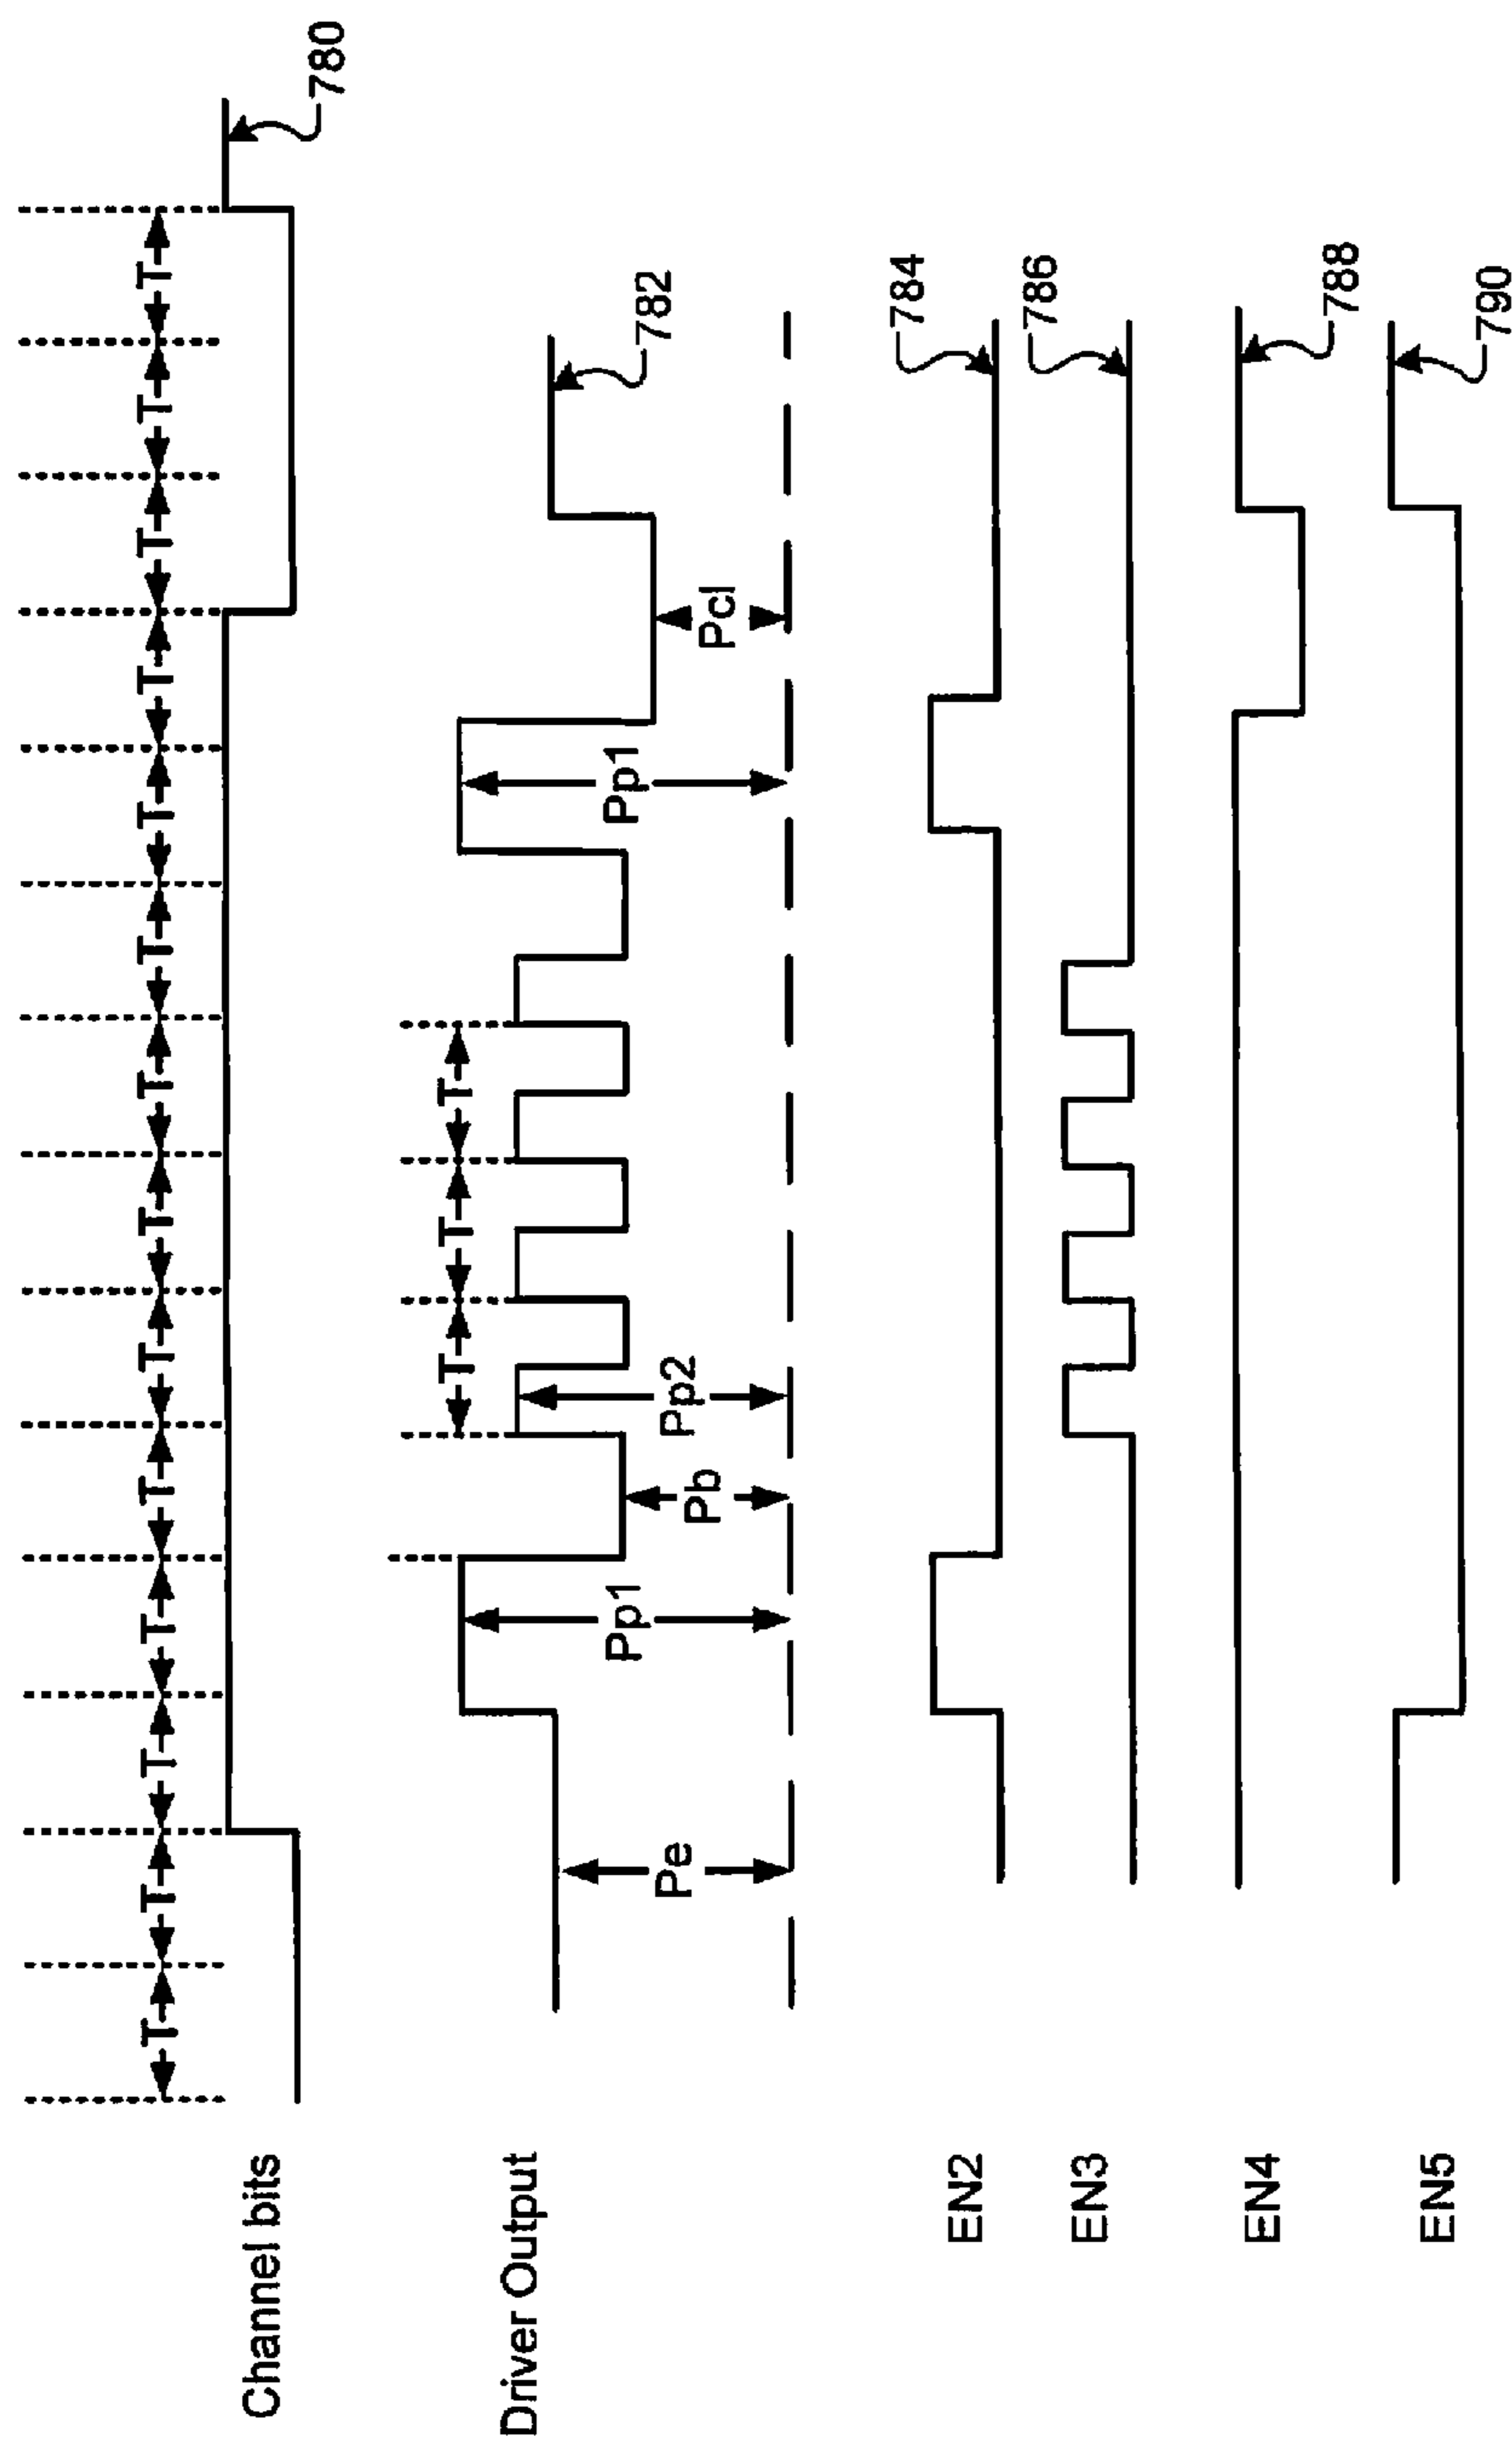 T T T T T T T T T T T T T T
Channel bits
780
T T T
Driver Output
782
Pe Pp1 Pb Pp2 Pp1 Pcl
784
EN2
786
EN3
EN4
788
EN5
790